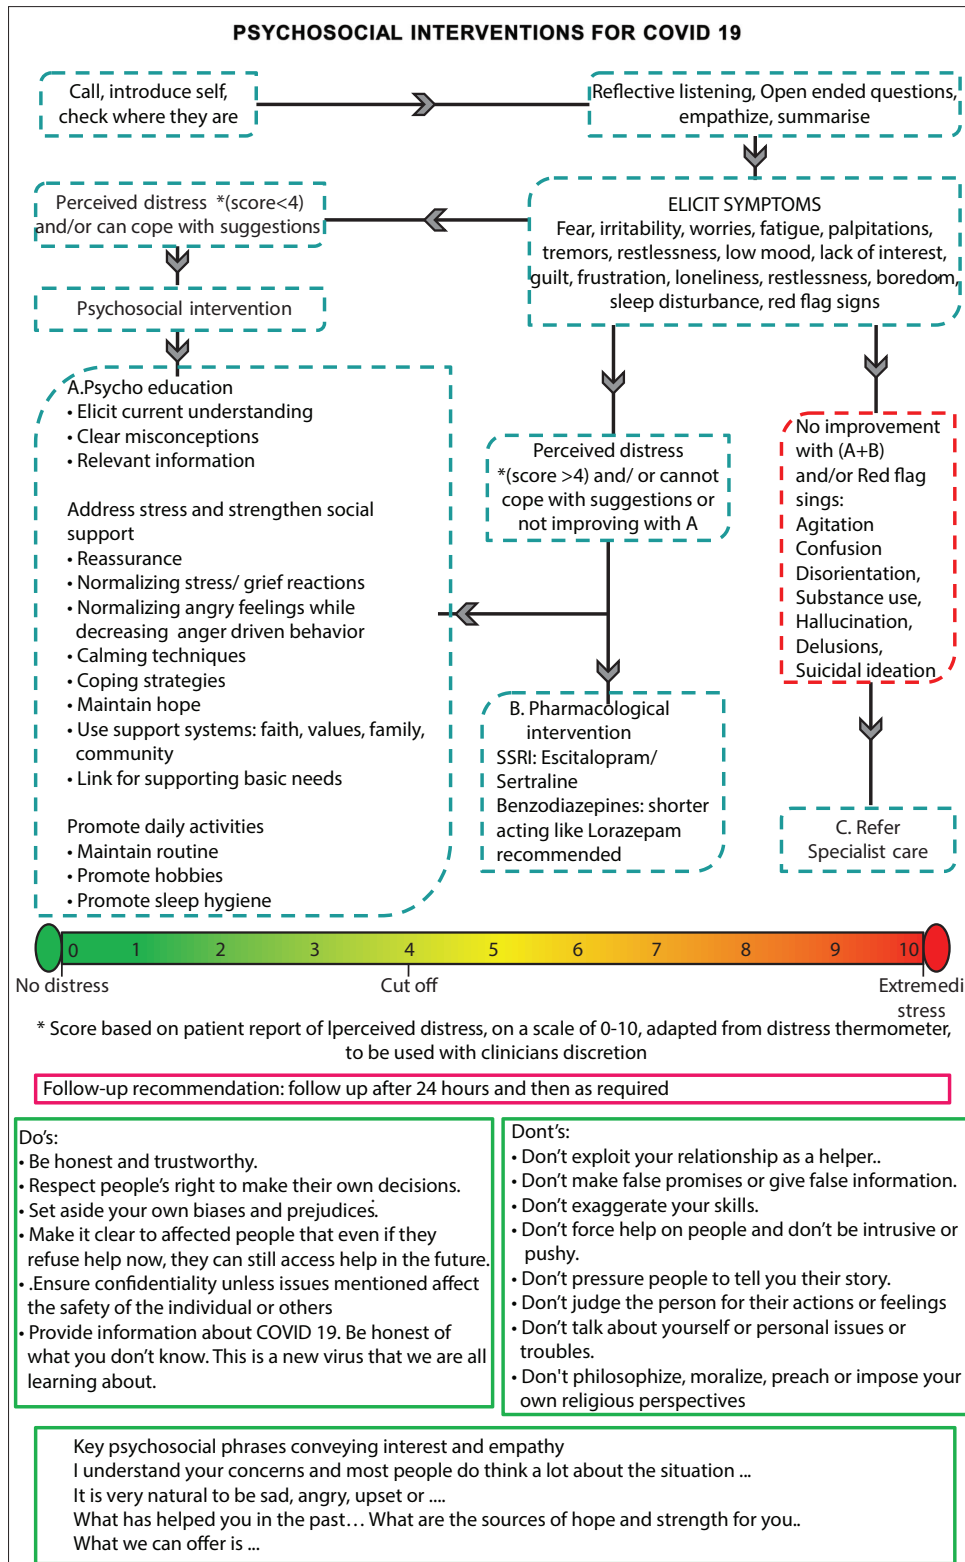 PSYCHOSOCIAL INTERVENTIONS FOR COVID 19
Call, introduce self,
check where they are
Reflective listening, Open ended questions,
empathize, summarise
Perceived distress *(score<4)
and/or can cope with suggestions
ELICIT SYMPTOMS
Fear, irritability, worries, fatigue, palpitations,
tremors, restlessness, low mood, lack of interest,
guilt, frustration, loneliness, restlessness, boredom,
sleep disturbance, red flag signs
Psychosocial intervention
A.Psycho education
• Elicit current understanding
• Clear misconceptions
• Relevant information
Address stress and strengthen social
support
• Reassurance
• Normalizing stress/ grief reactions
• Normalizing angry feelings while
decreasing anger driven behavior
• Calming techniques
• Coping strategies
• Maintain hope
• Use support systems: faith, values, family,
community
• Link for supporting basic needs
Promote daily activities
• Maintain routine
• Promote hobbies
• Promote sleep hygiene
Perceived distress
*(score >4) and/ or cannot
cope with suggestions or
not improving with A
No improvement
with (A+B)
and/or Red flag
sings:
Agitation
Confusion
Disorientation,
Substance use,
Hallucination,
Delusions,
Suicidal ideation
B. Pharmacological
intervention
SSRI: Escitalopram/
Sertraline
Benzodiazepines: shorter
acting like Lorazepam
recommended
C. Refer
Specialist care
0 1 2 3 4 5 6 7 8 9 10
No distress
Cut off
Extremedi
stress
* Score based on patient report of lperceived distress, on a scale of 0-10, adapted from distress thermometer,
to be used with clinicians discretion
Follow-up recommendation: follow up after 24 hours and then as required
Do's:
• Be honest and trustworthy.
• Respect people's right to make their own decisions.
• Set aside your own biases and prejudices.
• Make it clear to affected people that even if they
refuse help now, they can still access help in the future.
• .Ensure confidentiality unless issues mentioned affect
the safety of the individual or others
• Provide information about COVID 19. Be honest of
what you don't know. This is a new virus that we are all
learning about.
Dont's:
• Don't exploit your relationship as a helper..
• Don't make false promises or give false information.
• Don't exaggerate your skills.
• Don't force help on people and don't be intrusive or
pushy.
• Don't pressure people to tell you their story.
• Don't judge the person for their actions or feelings
• Don't talk about yourself or personal issues or
troubles.
• Don't philosophize, moralize, preach or impose your
own religious perspectives
Key psychosocial phrases conveying interest and empathy
I understand your concerns and most people do think a lot about the situation ...
It is very natural to be sad, angry, upset or ....
What has helped you in the past… What are the sources of hope and strength for you..
What we can offer is ...